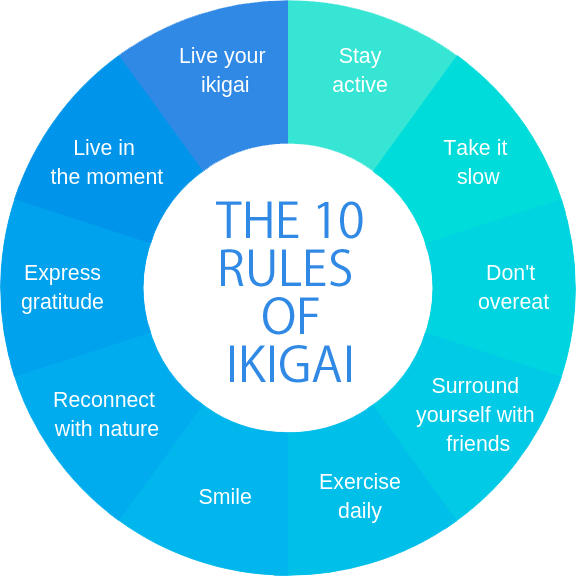 THE 10
RULES
OF
IKIGAI
Stay
active
Take it
slow
Don't
overeat
Surround
yourself with
friends
Exercise
daily
Smile
Reconnect
with nature
Express
gratitude
Live in
the moment
Live your
ikigai